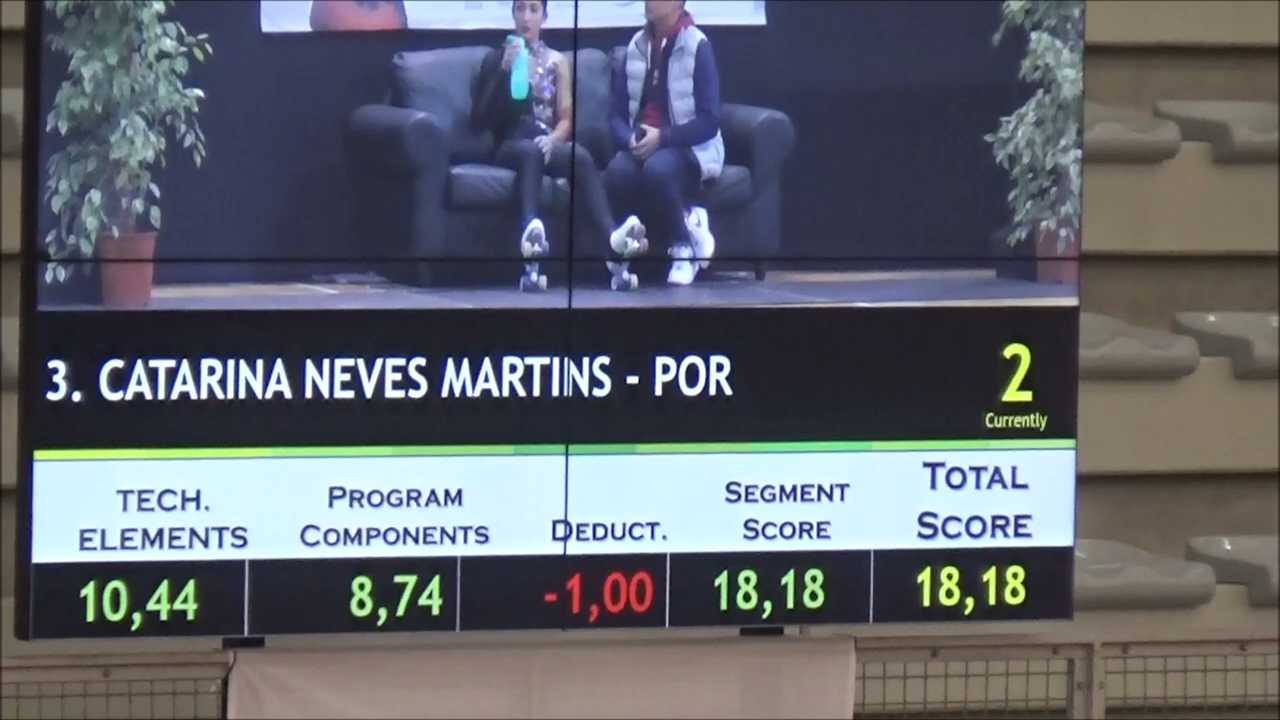 3. CATARINA NEVES MARTINS - POR
2
Currently
TECH.
ELEMENTS
PROGRAM
COMPONENTS
DEDUCT.
SEGMENT
SCORE
TOTAL
SCORE
10,44
8,74
-1,00
18,18
18,18